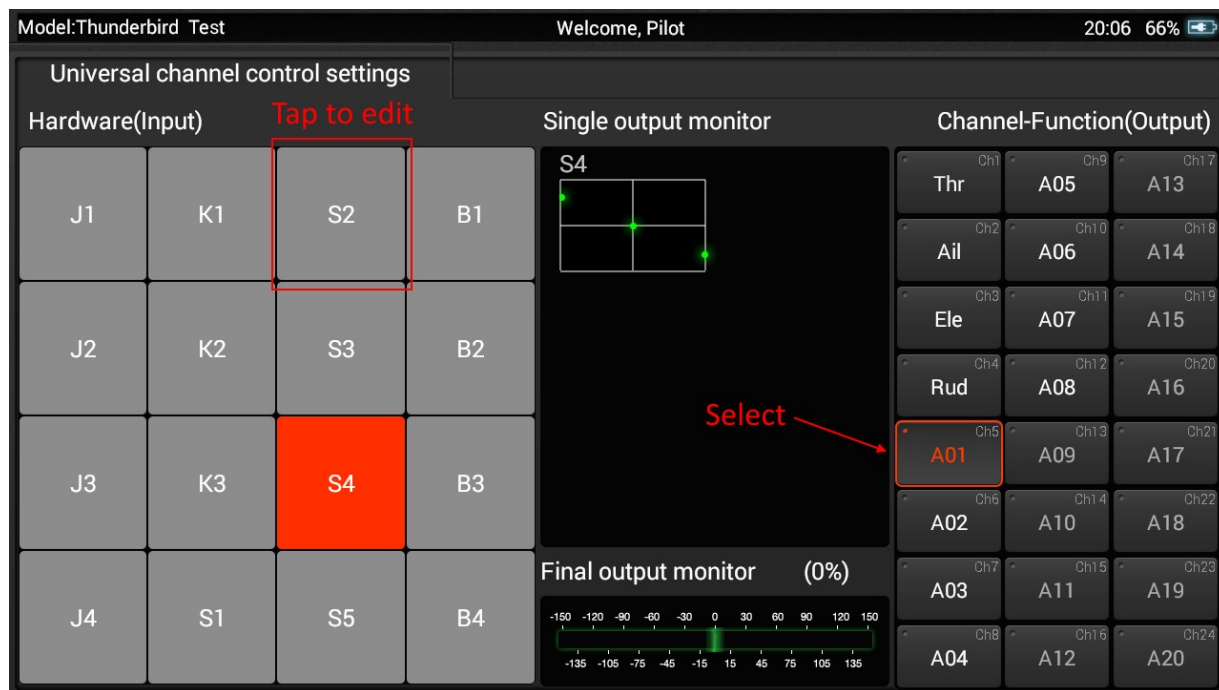 Model:Thunderbird Test
Welcome, Pilot
20:06 66%
Universal channel control settings
Hardware(Input)
Tap to edit
Single output monitor
Channel-Function(Output)
J1 K1 S2 B1
J2 K2 S3 B2
J3 K3 S4 B3
J4 S1 S5 B4
S4
Select
Final output monitor (0%)
-150 -120 -90 -60 -30 0 30 60 90 120 150
-135 -105 -75 -45 -15 15 45 75 105 135
Ch1 Ch9 Ch17
Thr A05 A13
Ch2 Ch10 Ch18
Ail A06 A14
Ch3 Ch11 Ch19
Ele A07 A15
Ch4 Ch12 Ch20
Rud A08 A16
Ch5 Ch13 Ch21
A01 A09 A17
Ch6 Ch14 Ch22
A02 A10 A18
Ch7 Ch15 Ch23
A03 A11 A19
Ch8 Ch16 Ch24
A04 A12 A20